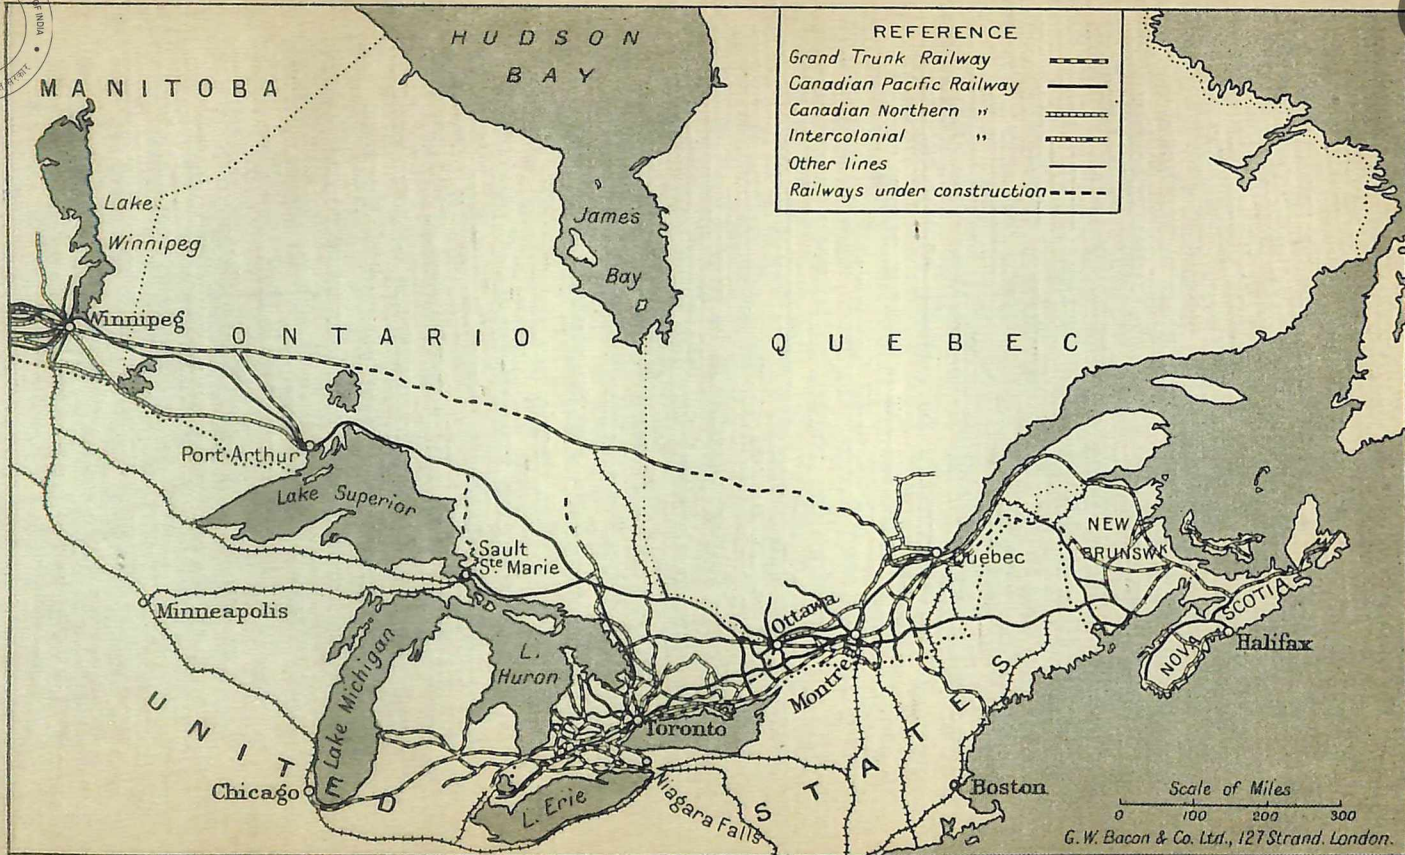 OF INDIA
HUDSON
BAY
MANITOBA
REFERENCE
Grand Trunk Railway
Canadian Pacific Railway
Canadian Northern "
Intercolonial "
Other lines
Railways under construction
Lake
Winnipeg
James
Bay
Winnipeg
ONTARIO
QUEBEC
Port Arthur
Lake Superior
Sault
Ste Marie
Minneapolis
NEW
BRUNSWK
Quebec
Ottawa
Montreal
NOVA SCOTIA
Halifax
L.
Huron
Lake Michigan
Toronto
UNITED STATES
Chicago
L. Erie
Niagara Falls
Boston
Scale of Miles
0 100 200 300
G. W. Bacon & Co. Ltd., 127 Strand. London.